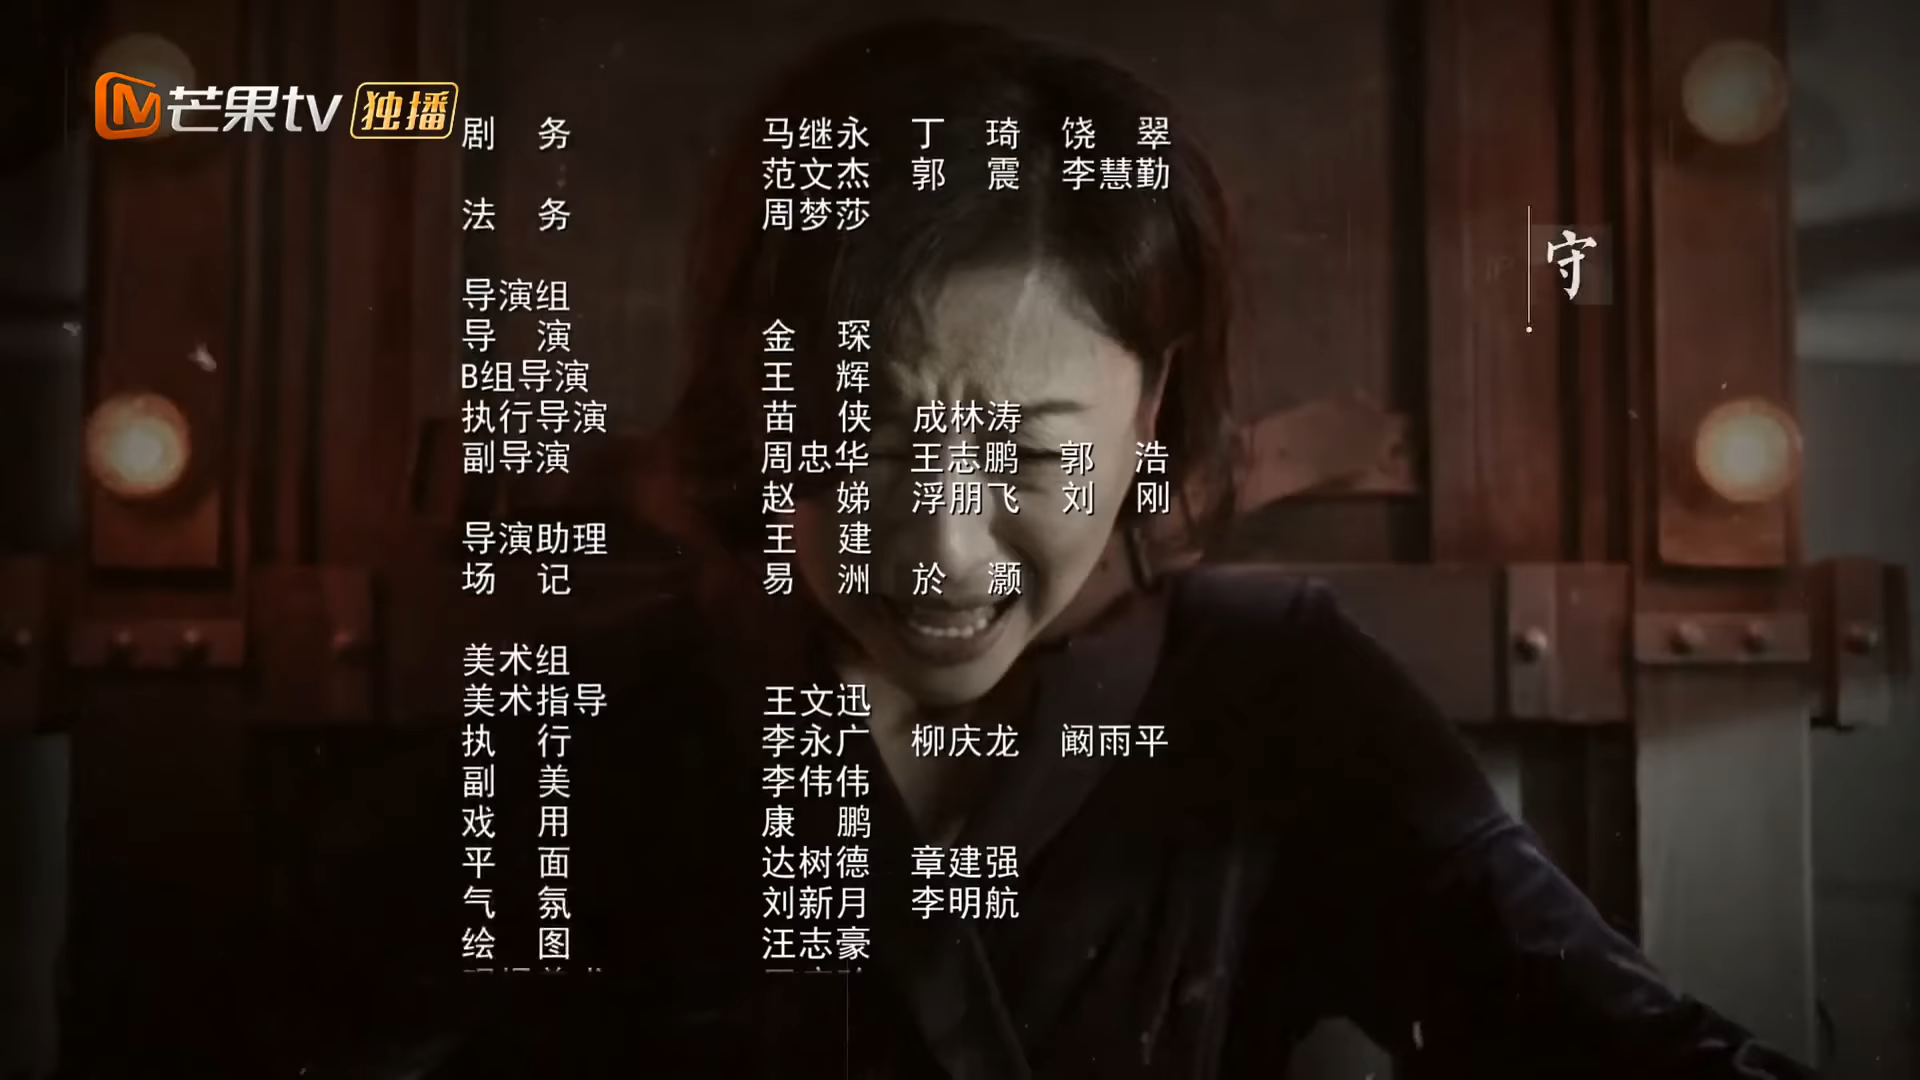 芒果tv 独播
剧 务 马继永 丁 琦 饶 翠
范文杰 郭 震 李慧勤
法 务 周梦莎
守
导演组
导 演 金 琛
B组导演 王 辉
执行导演 苗 侠 成林涛
副导演 周忠华 王志鹏 郭 浩
赵 娣 浮朋飞 刘 刚
导演助理 王 建
场 记 易 洲 於 灏
美术组
美术指导 王文迅
执 行 李永广 柳庆龙 阚雨平
副 美 李伟伟
戏 用 康 鹏
平 面 达树德 章建强
气 氛 刘新月 李明航
绘 图 汪志豪